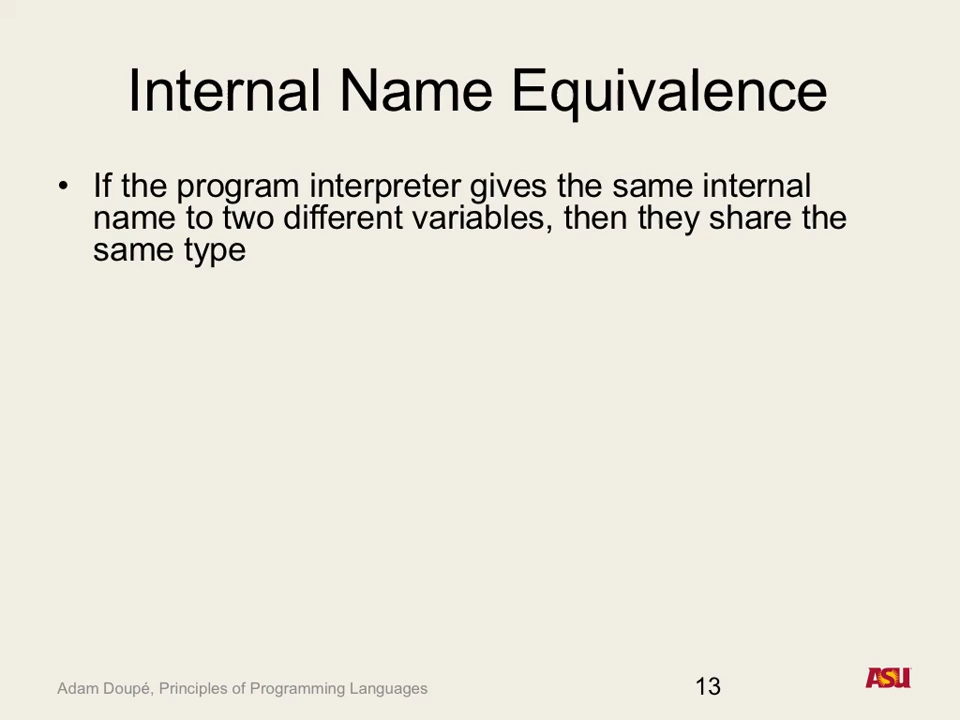 Internal Name Equivalence
• If the program interpreter gives the same internal
name to two different variables, then they share the
same type
Adam Doupé, Principles of Programming Languages
13
ASU